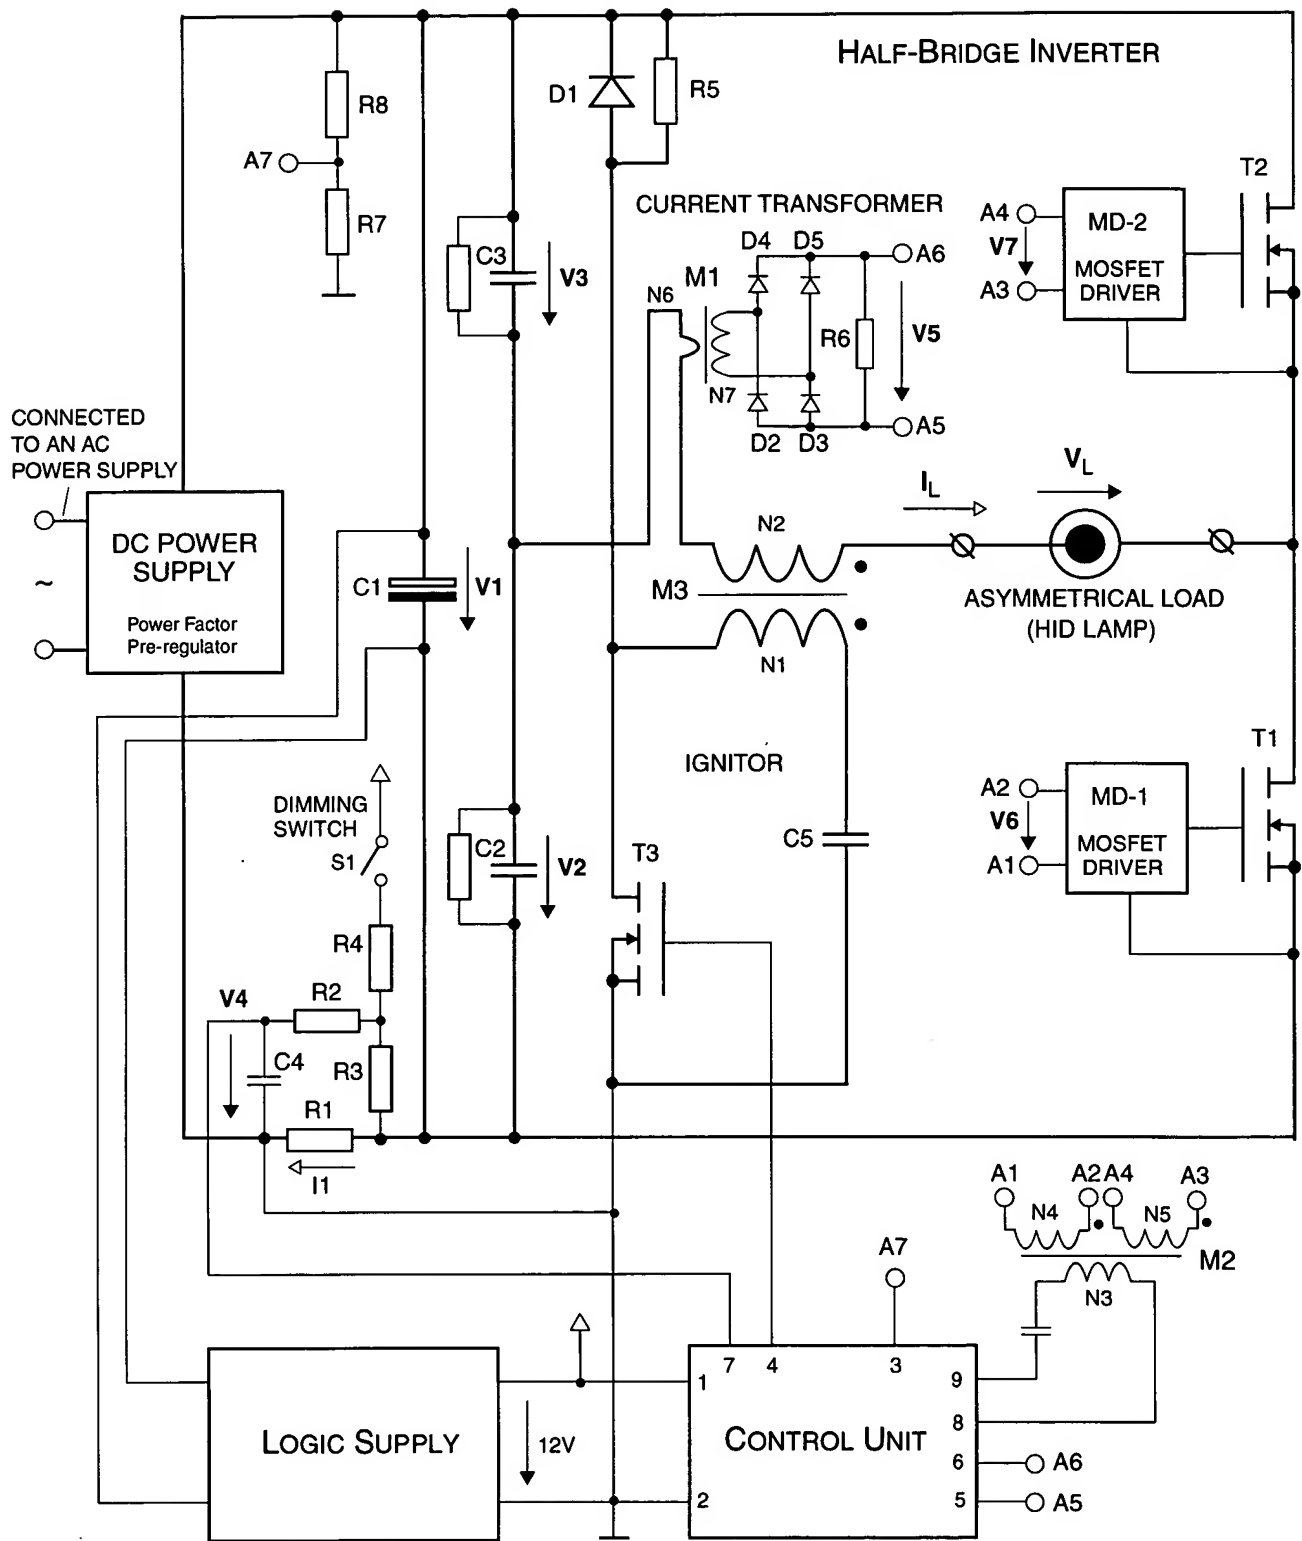 HALF-BRIDGE INVERTER
D1
R5
R8
A7
R7
T2
CURRENT TRANSFORMER
A4
V7
A3
MD-2
MOSFET
DRIVER
D4
D5
A6
M1
N6
C3
V3
R6
V5
N7
D2
D3
A5
CONNECTED
TO AN AC
POWER SUPPLY
DC POWER
SUPPLY
Power Factor
Pre-regulator
~
C1
V1
N2
M3
N1
IL
VL
ASYMMETRICAL LOAD
(HID LAMP)
IGNITOR
T1
A2
V6
A1
MD-1
MOSFET
DRIVER
DIMMING
SWITCH
S1
C2
V2
T3
C5
R4
V4
R2
C4
R3
R1
I1
A1
A2
A4
A3
N4
N5
M2
N3
A7
7
4
3
1
9
8
LOGIC SUPPLY
12V
CONTROL UNIT
6
A6
2
5
A5